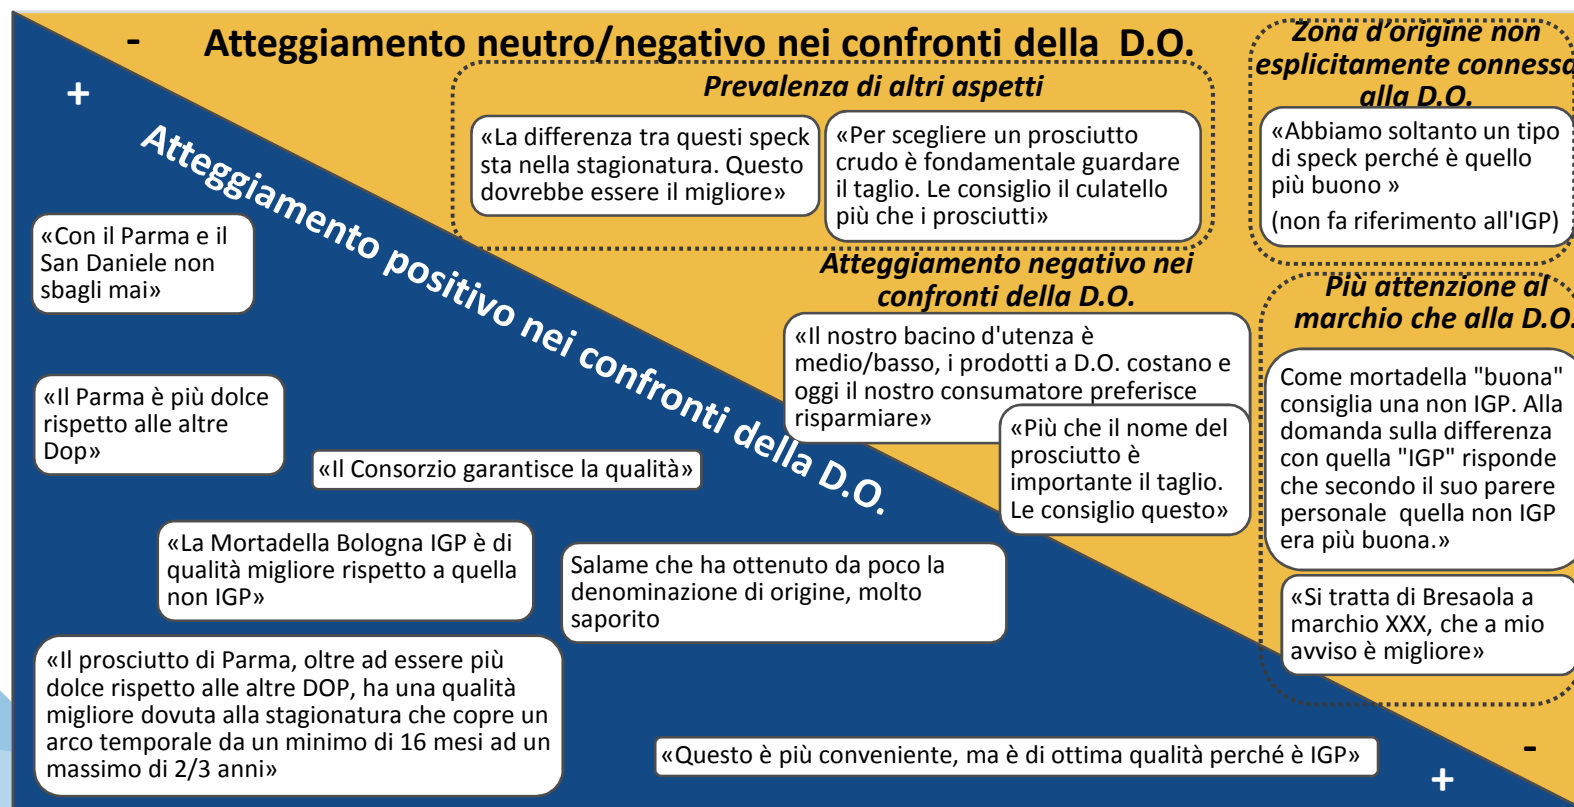 - Atteggiamento neutro/negativo nei confronti della D.O.
+
Prevalenza di altri aspetti
«La differenza tra questi speck
sta nella stagionatura. Questo
dovrebbe essere il migliore»
«Per scegliere un prosciutto
crudo è fondamentale guardare
il taglio. Le consiglio il culatello
più che i prosciutti»
Zona d'origine non
esplicitamente connessa
alla D.O.
«Abbiamo soltanto un tipo
di speck perché è quello
più buono »
(non fa riferimento all'IGP)
Atteggiamento negativo nei
confronti della D.O.
«Il nostro bacino d'utenza è
medio/basso, i prodotti a D.O. costano e
oggi il nostro consumatore preferisce
risparmiare»
«Più che il nome del
prosciutto è
importante il taglio.
Le consiglio questo»
Più attenzione al
marchio che alla D.O.
Come mortadella "buona"
consiglia una non IGP. Alla
domanda sulla differenza
con quella "IGP" risponde
che secondo il suo parere
personale quella non IGP
era più buona.»
«Si tratta di Bresaola a
marchio XXX, che a mio
avviso è migliore»
-
Atteggiamento positivo nei confronti della D.O.
«Con il Parma e il
San Daniele non
sbagli mai»
«Il Parma è più dolce
rispetto alle altre
Dop»
«Il Consorzio garantisce la qualità»
«La Mortadella Bologna IGP è di
qualità migliore rispetto a quella
non IGP»
Salame che ha ottenuto da poco la
denominazione di origine, molto
saporito
«Il prosciutto di Parma, oltre ad essere più
dolce rispetto alle altre DOP, ha una qualità
migliore dovuta alla stagionatura che copre un
arco temporale da un minimo di 16 mesi ad un
massimo di 2/3 anni»
«Questo è più conveniente, ma è di ottima qualità perché è IGP»
+